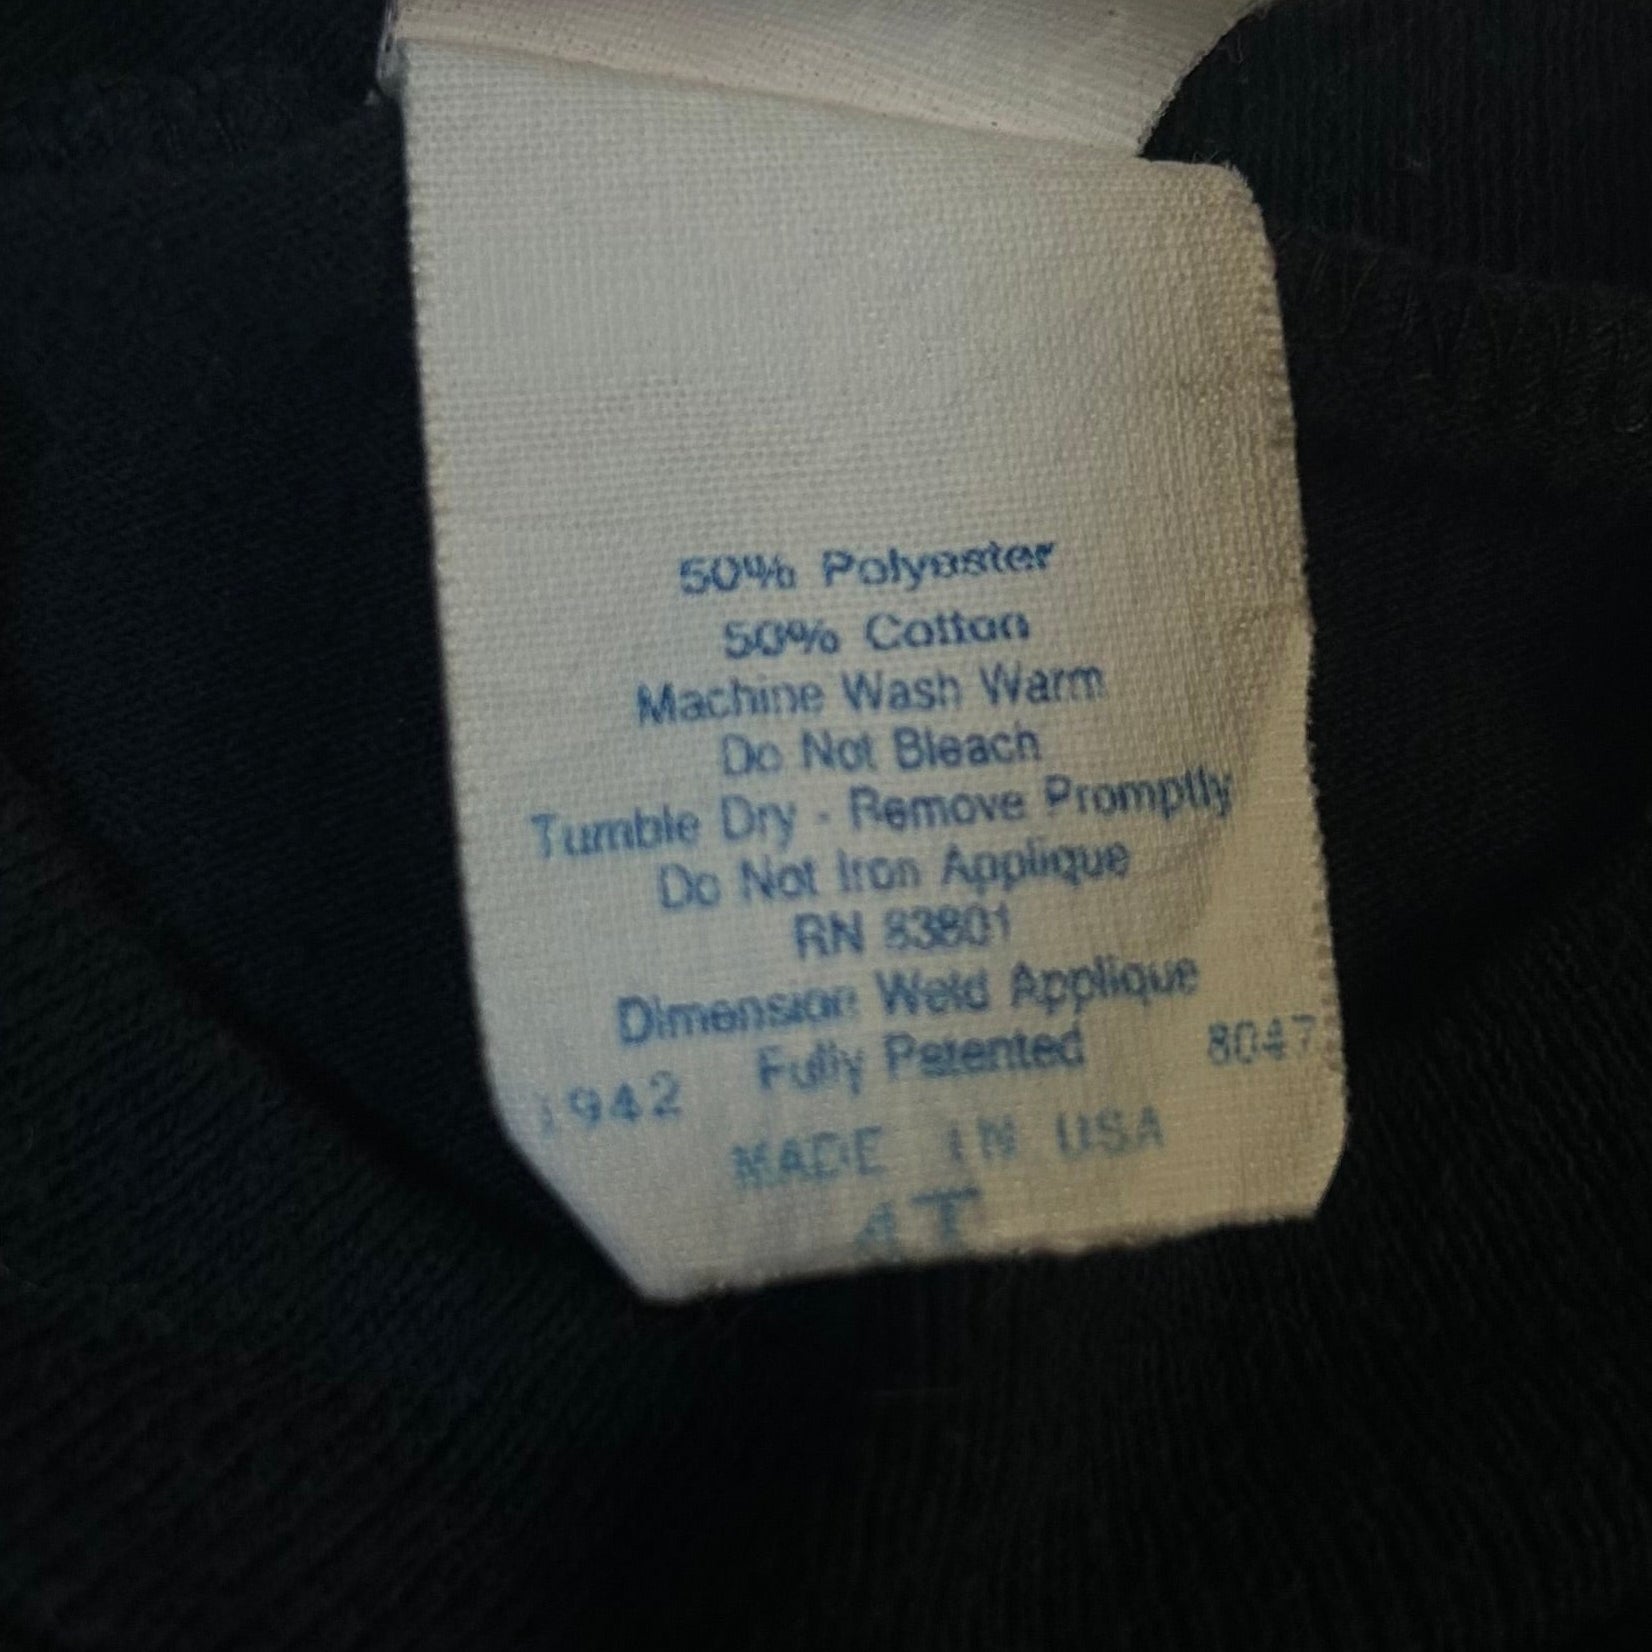 50% Polyester
50% Cotton
Machine Wash Warm
Do Not Bleach
Tumble Dry - Remove Promptly
Do Not Iron Applique
RN 83801
Dimension Weld Applique
Fully Patented
1942 8047
MADE IN USA
4T